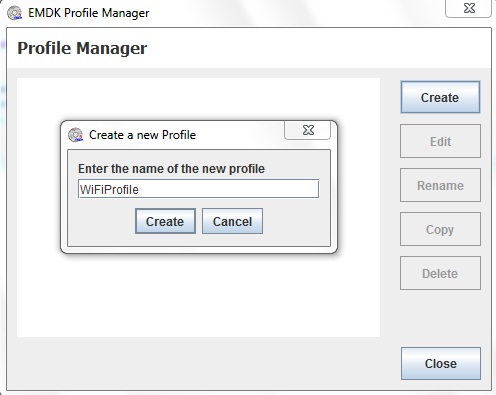 EMDK Profile Manager
Profile Manager
Create
Edit
Rename
Copy
Delete
Close
Create a new Profile
Enter the name of the new profile
WiFiProfile
Create
Cancel